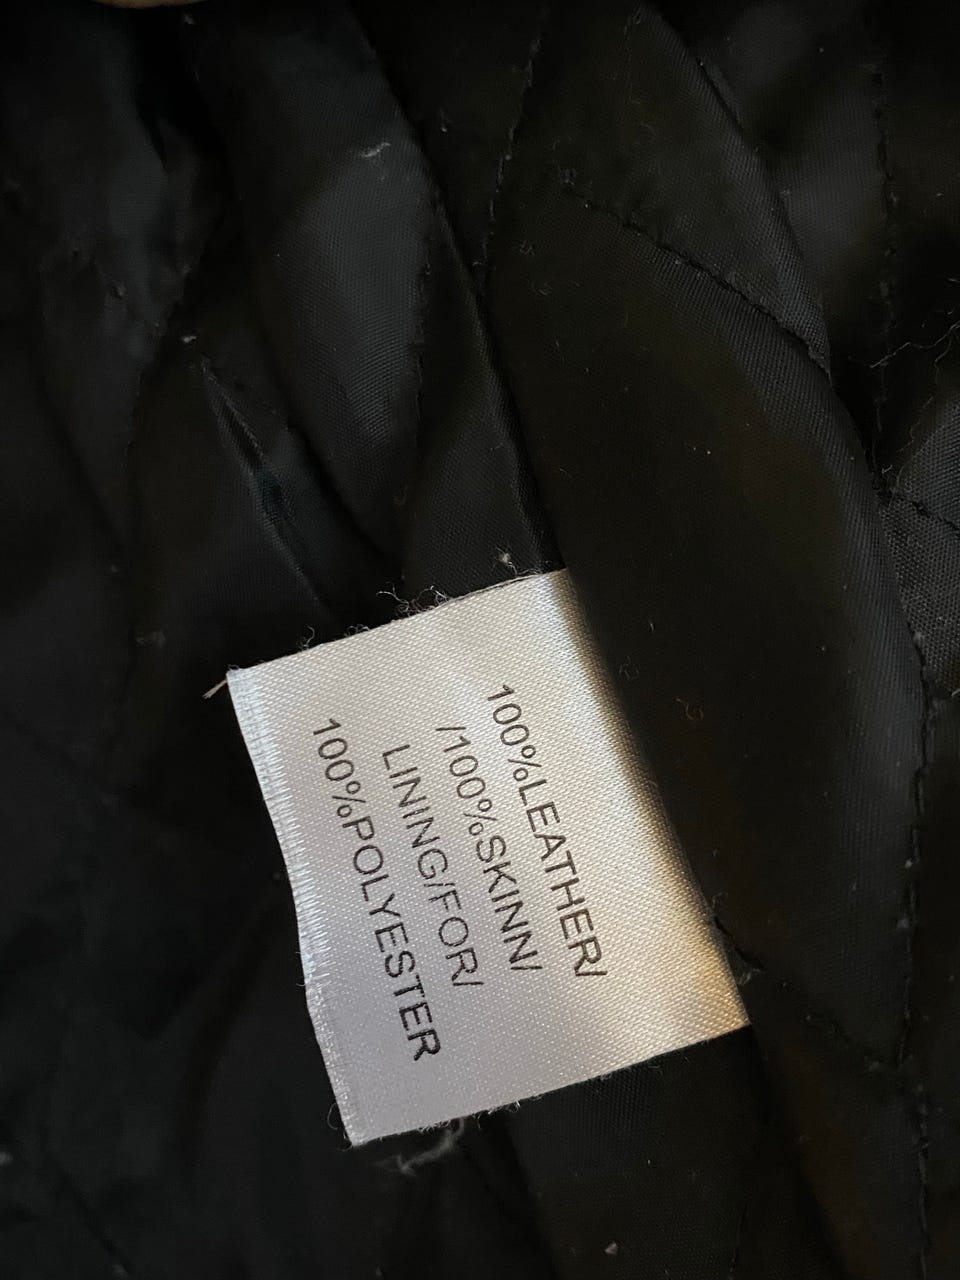 100%LEATHER/
/100%SKINN/
LINING/FOR/
100%POLYESTER